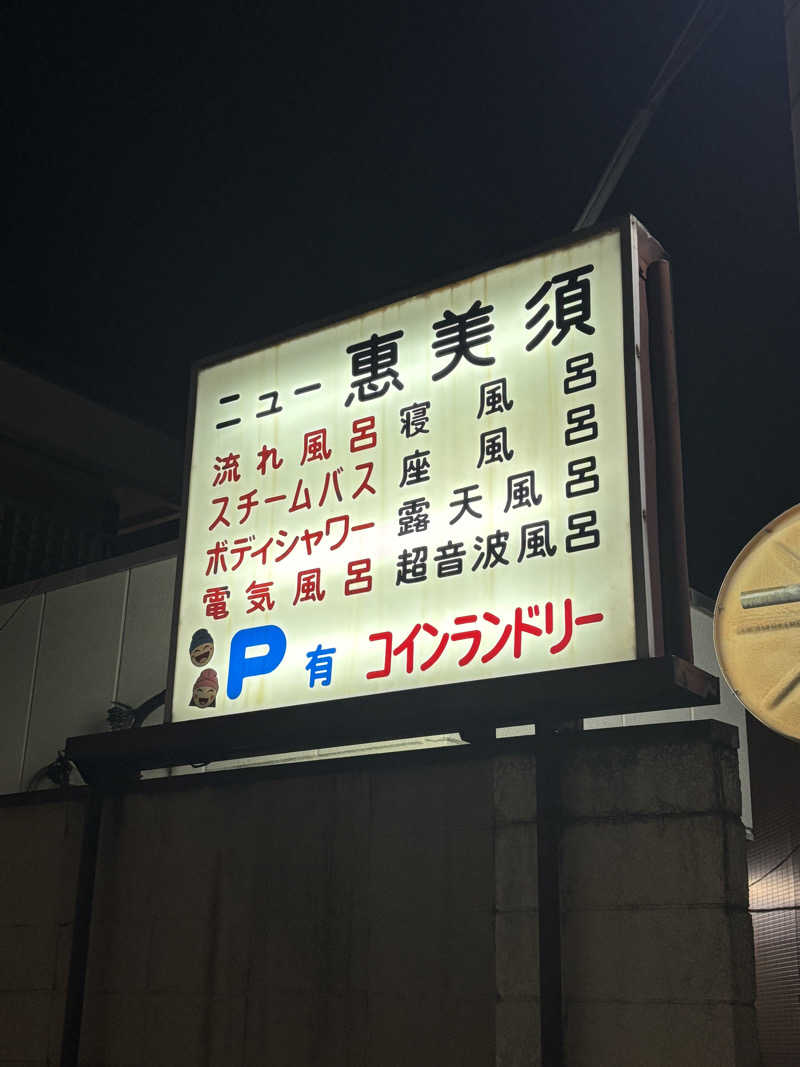 ニュー恵美須
流れ風呂 寝風呂
スチームバス 座風呂
ボディシャワー 露天風呂
電気風呂 超音波風呂
P有 コインランドリー